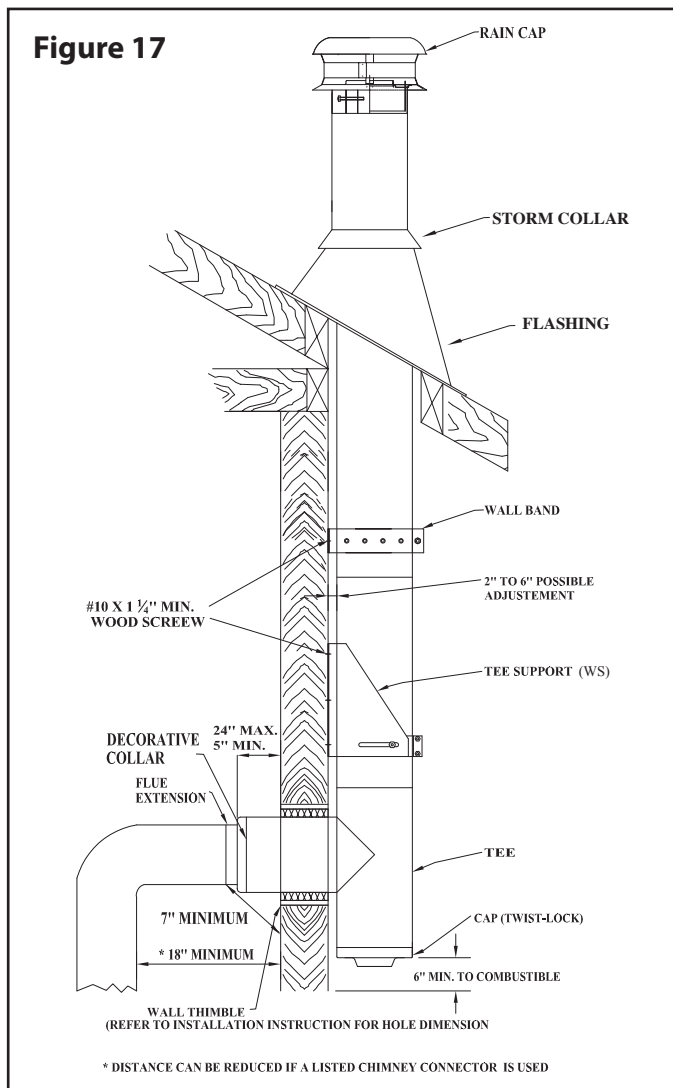 Figure 17
RAIN CAP
STORM COLLAR
FLASHING
WALL BAND
2" TO 6" POSSIBLE
ADJUSTEMENT
#10 X 1 ¼" MIN.
WOOD SCREEW
TEE SUPPORT (WS)
24" MAX.
5" MIN.
DECORATIVE
COLLAR
FLUE
EXTENSION
TEE
7" MINIMUM
CAP (TWIST-LOCK)
* 18" MINIMUM
6" MIN. TO COMBUSTIBLE
WALL THIMBLE
(REFER TO INSTALLATION INSTRUCTION FOR HOLE DIMENSION
* DISTANCE CAN BE REDUCED IF A LISTED CHIMNEY CONNECTOR IS USED